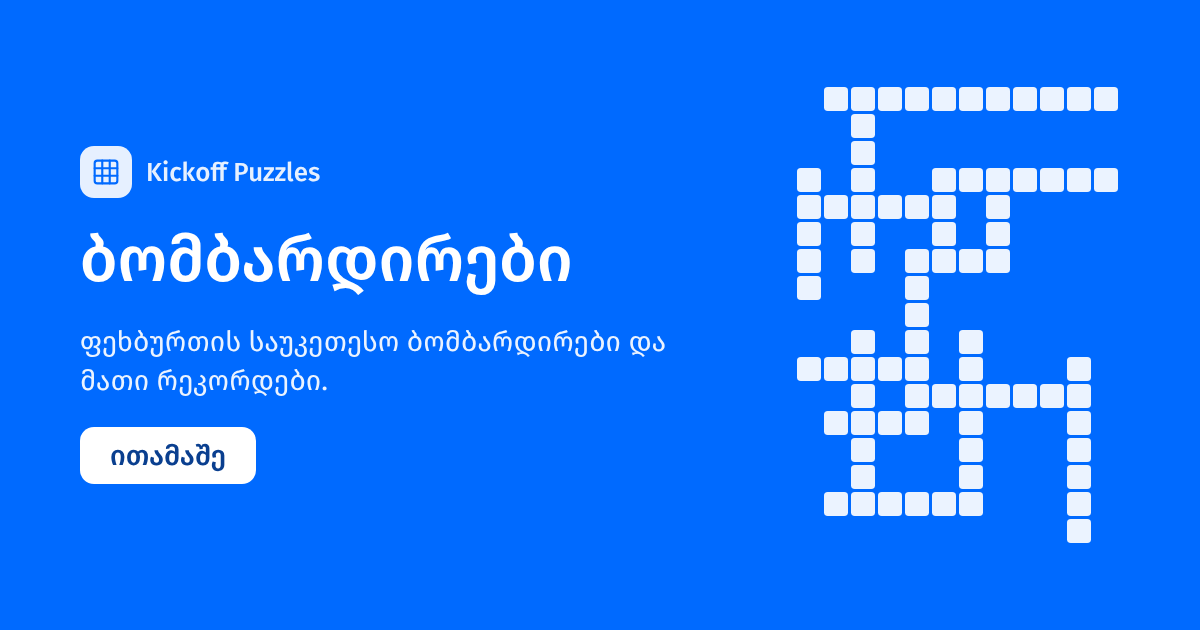 Kickoff Puzzles
ბომბარდირები
ფეხბურთის საუკეთესო ბომბარდირები და
მათი რეკორდები.
ითამაშე